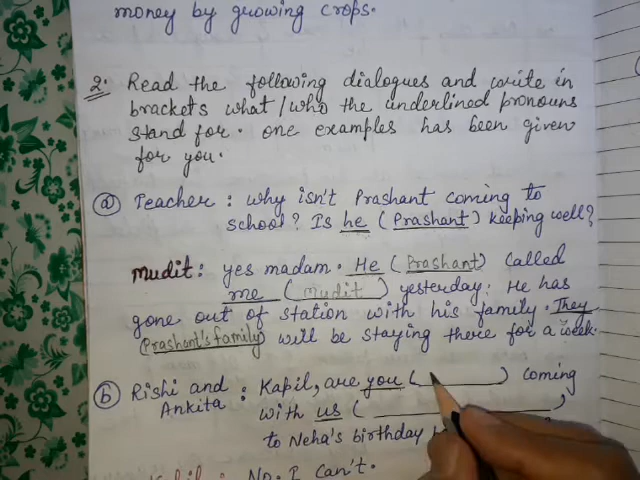 money by growing crops.
2. Read the following dialogues and write in
brackets what/who the underlined pronouns
stand for. one examples has been given
for you.
(a) Teacher : why isn't Prashant coming to
school? Is he (Prashant) keeping well?
Mudit : yes madam. He (Prashant) called
me (Mudit) yesterday. He has
gone out of station with his family. They
(Prashant's family) will be staying there for a week.
(b) Rishi and Ankita : Kapil, are you (________) coming
with us (____________)
to Neha's birthday
: No. I can't.